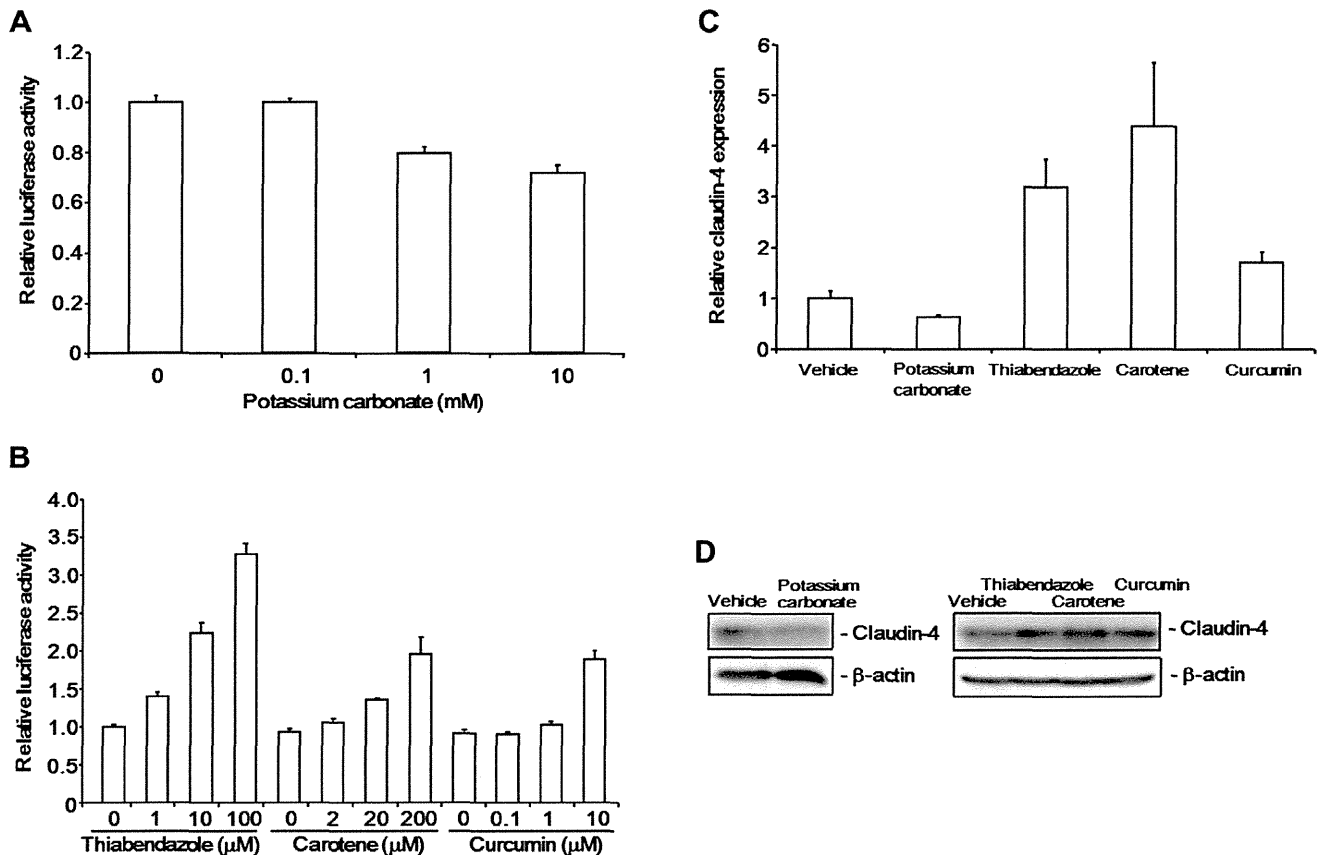 A
Relative luciferase activity
1.2
1.0
0.8
0.6
0.4
0.2
0
0 0.1 1 10
Potassium carbonate (mM)
B
Relative luciferase activity
4.0
3.5
3.0
2.5
2.0
1.5
1.0
0.5
0
0 1 10 100 0 2 20 200 0 0.1 1 10
Thiabendazole (μM) Carotene (μM) Curcumin (μM)
C
Relative claudin-4 expression
6
5
4
3
2
1
0
Vehicle Potassium Thiabendazole Carotene Curcumin
carbonate
D
Potassium
Vehicle carbonate
- Claudin-4
- β-actin
Thiabendazole Curcumin
Vehicle Carotene
- Claudin-4
- β-actin